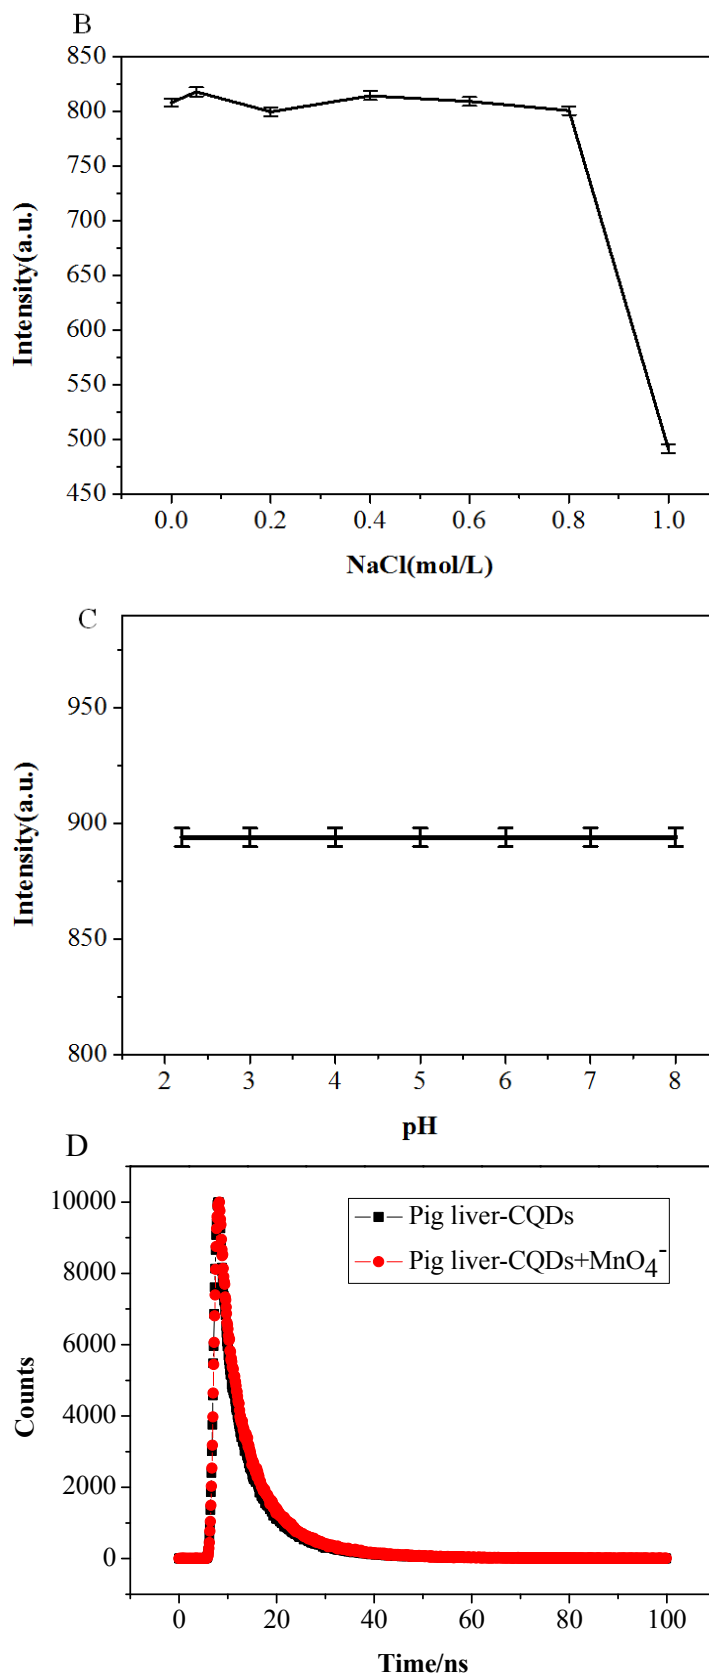 B
850
800
750
700
650
600
550
500
450
Intensity(a.u.)
0.0 0.2 0.4 0.6 0.8 1.0
NaCl(mol/L)
C
950
900
850
800
Intensity(a.u.)
2 3 4 5 6 7 8
pH
D
10000
8000
6000
4000
2000
0
Counts
Pig liver-CQDs
Pig liver-CQDs+MnO4-
0 20 40 60 80 100
Time/ns